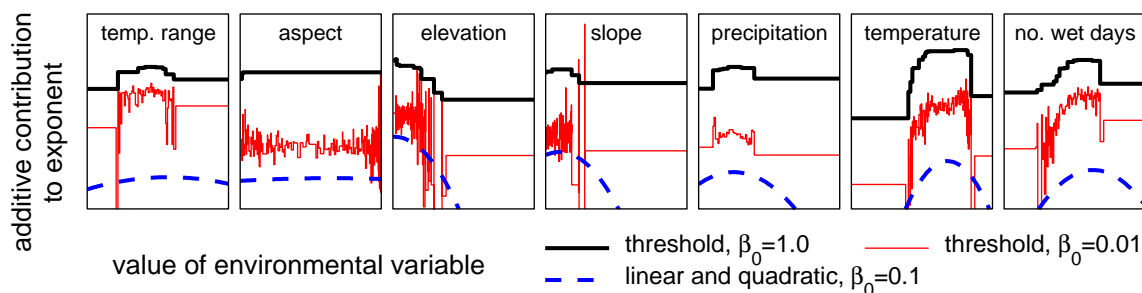 temp. range
aspect
elevation
slope
precipitation
temperature
no. wet days
additive contribution
to exponent
value of environmental variable
threshold, β₀=1.0
threshold, β₀=0.01
linear and quadratic, β₀=0.1